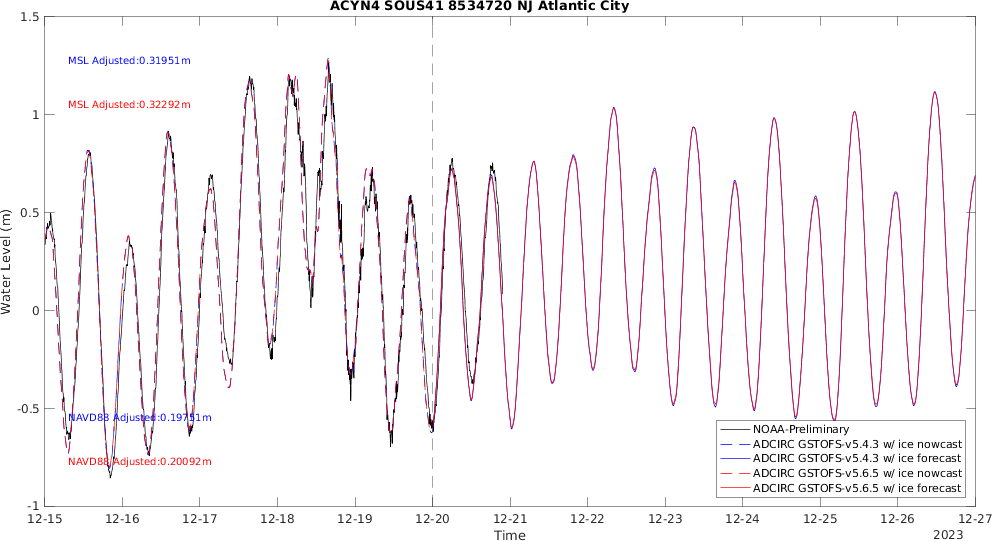 ACYN4 SOUS41 8534720 NJ Atlantic City
1.5
1
0.5
0
-0.5
-1
Water Level (m)
MSL Adjusted:0.31951m
MSL Adjusted:0.32292m
NAVD88 Adjusted:0.19751m
NAVD88 Adjusted:0.20092m
NOAA-Preliminary
ADCIRC GSTOFS-v5.4.3 w/ ice nowcast
ADCIRC GSTOFS-v5.4.3 w/ ice forecast
ADCIRC GSTOFS-v5.6.5 w/ ice nowcast
ADCIRC GSTOFS-v5.6.5 w/ ice forecast
12-15 12-16 12-17 12-18 12-19 12-20 12-21 12-22 12-23 12-24 12-25 12-26 12-27
Time
2023